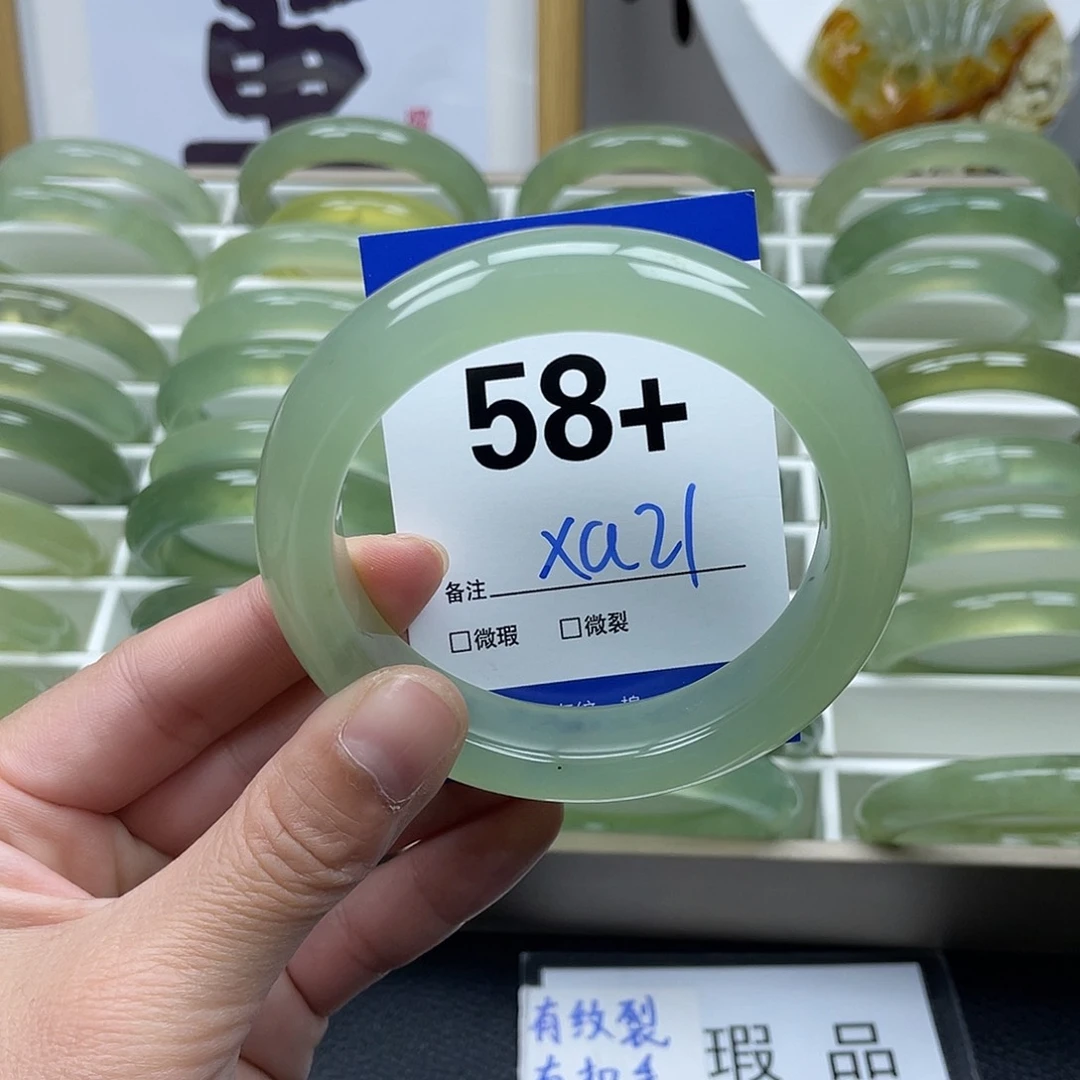 58+
xa21
备注
□微瑕 □微裂
有纹裂
瑕 品